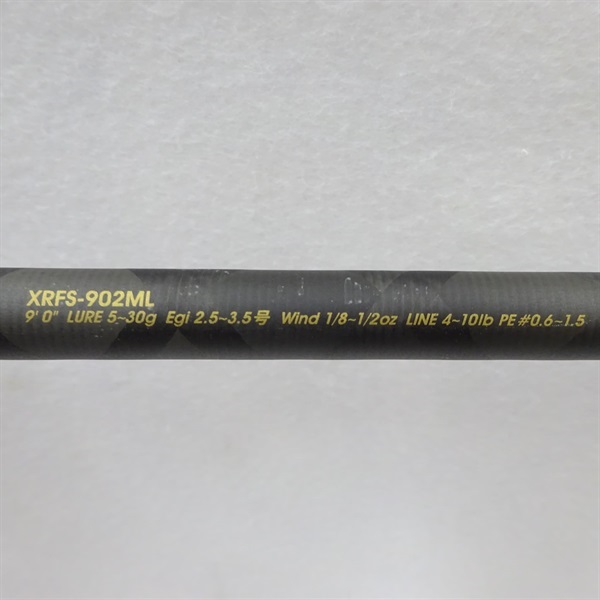 XRFS-902ML
9' 0" LURE 5~30g Egi 2.5~3.5号 Wind 1/8~1/2oz LINE 4~10lb PE #0.6~1.5